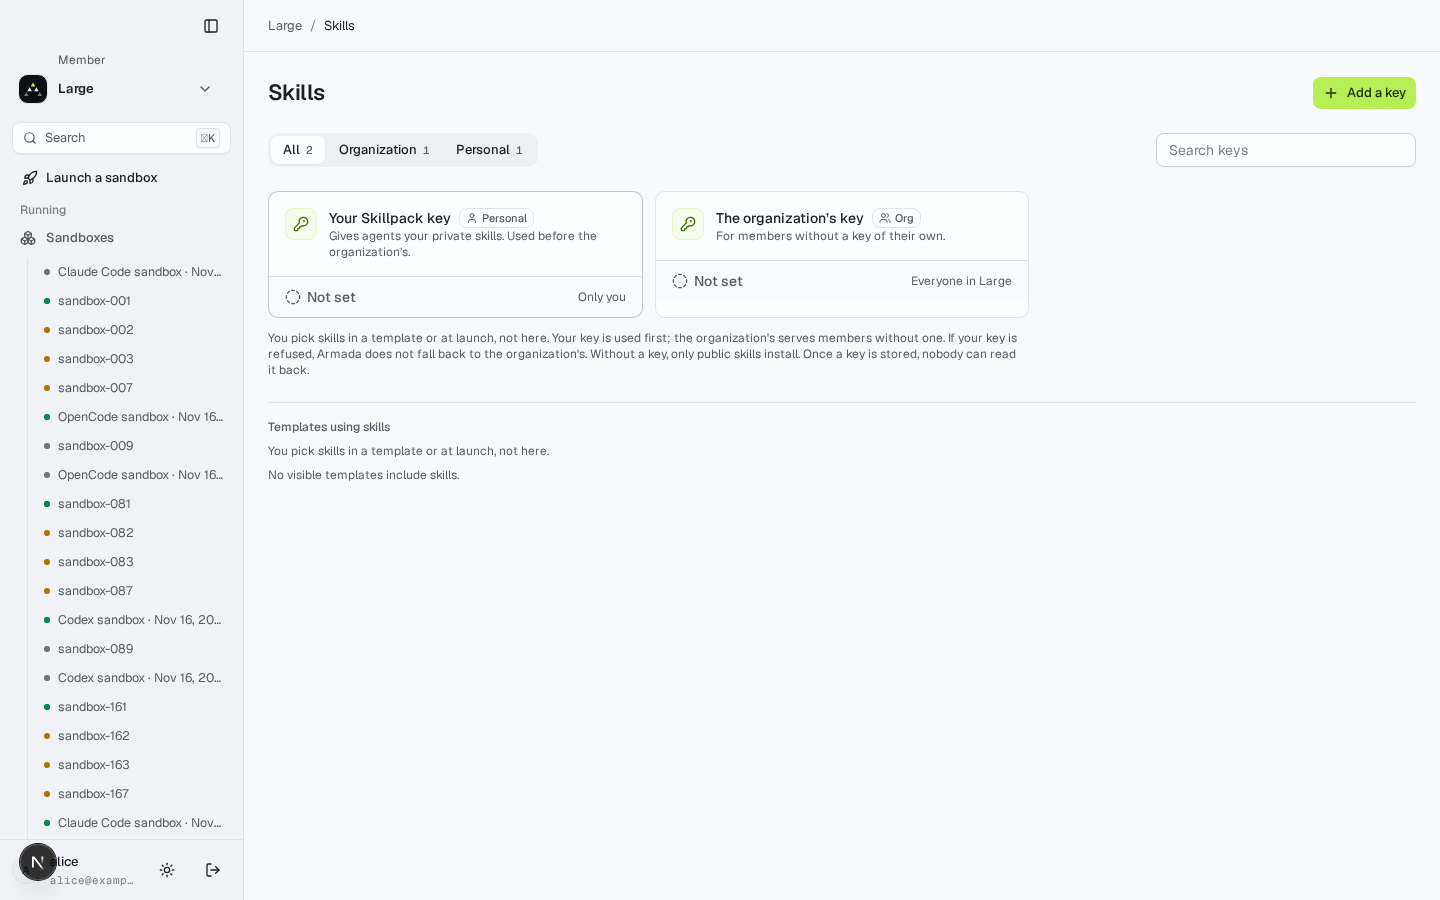 Member
Large
Search
K
Launch a sandbox
Running
Sandboxes
Claude Code sandbox · Nov…
sandbox-001
sandbox-002
sandbox-003
sandbox-007
OpenCode sandbox · Nov 16…
sandbox-009
OpenCode sandbox · Nov 16…
sandbox-081
sandbox-082
sandbox-083
sandbox-087
Codex sandbox · Nov 16, 20…
sandbox-089
Codex sandbox · Nov 16, 20…
sandbox-161
sandbox-162
sandbox-163
sandbox-167
Claude Code sandbox · Nov…
N
alice
alice@examp…
Large / Skills
Skills
Add a key
All 2
Organization 1
Personal 1
Search keys
Your Skillpack key Personal
Gives agents your private skills. Used before the
organization's.
Not set Only you
The organization's key Org
For members without a key of their own.
Not set Everyone in Large
You pick skills in a template or at launch, not here. Your key is used first; the organization's serves members without one. If your key is
refused, Armada does not fall back to the organization's. Without a key, only public skills install. Once a key is stored, nobody can read
it back.
Templates using skills
You pick skills in a template or at launch, not here.
No visible templates include skills.